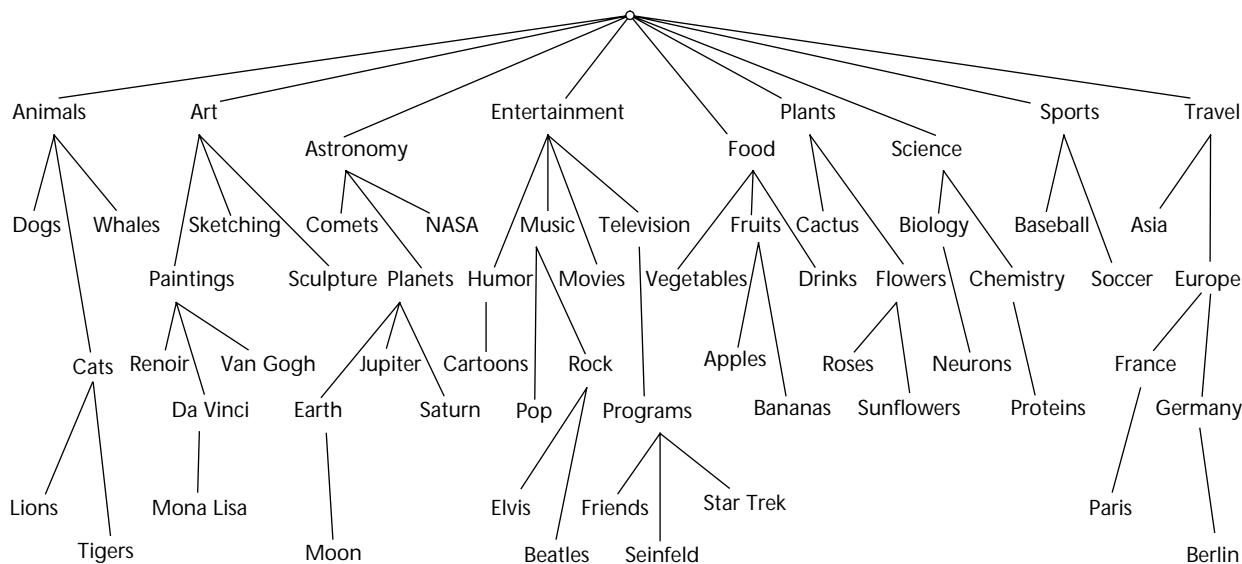 Animals
Art
Entertainment
Plants
Sports
Travel
Astronomy
Food
Science
Dogs
Whales
Sketching
Comets
NASA
Music
Television
Fruits
Cactus
Biology
Baseball
Asia
Paintings
Sculpture
Planets
Humor
Movies
Vegetables
Drinks
Flowers
Chemistry
Soccer
Europe
Cats
Renoir
Van Gogh
Jupiter
Cartoons
Rock
Apples
Roses
Neurons
France
Da Vinci
Earth
Saturn
Pop
Programs
Bananas
Sunflowers
Proteins
Germany
Lions
Mona Lisa
Elvis
Friends
Star Trek
Paris
Tigers
Moon
Beatles
Seinfeld
Berlin